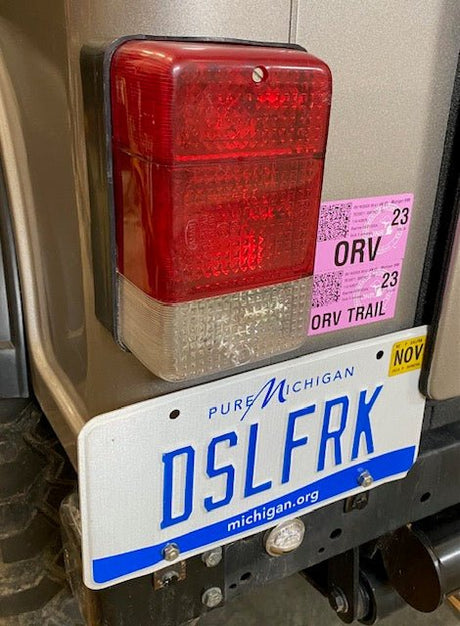 23
ORV
23
ORV TRAIL
NOV
PURE MICHIGAN
DSLFRK
michigan.org